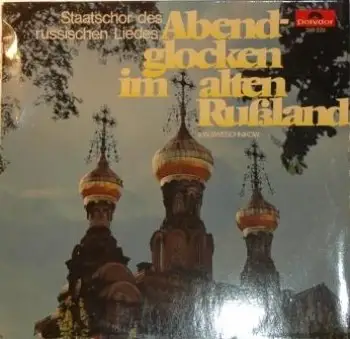 Staatschor des
russischen Liedes
Abend-
glocken
im alten
Rußland
polydor